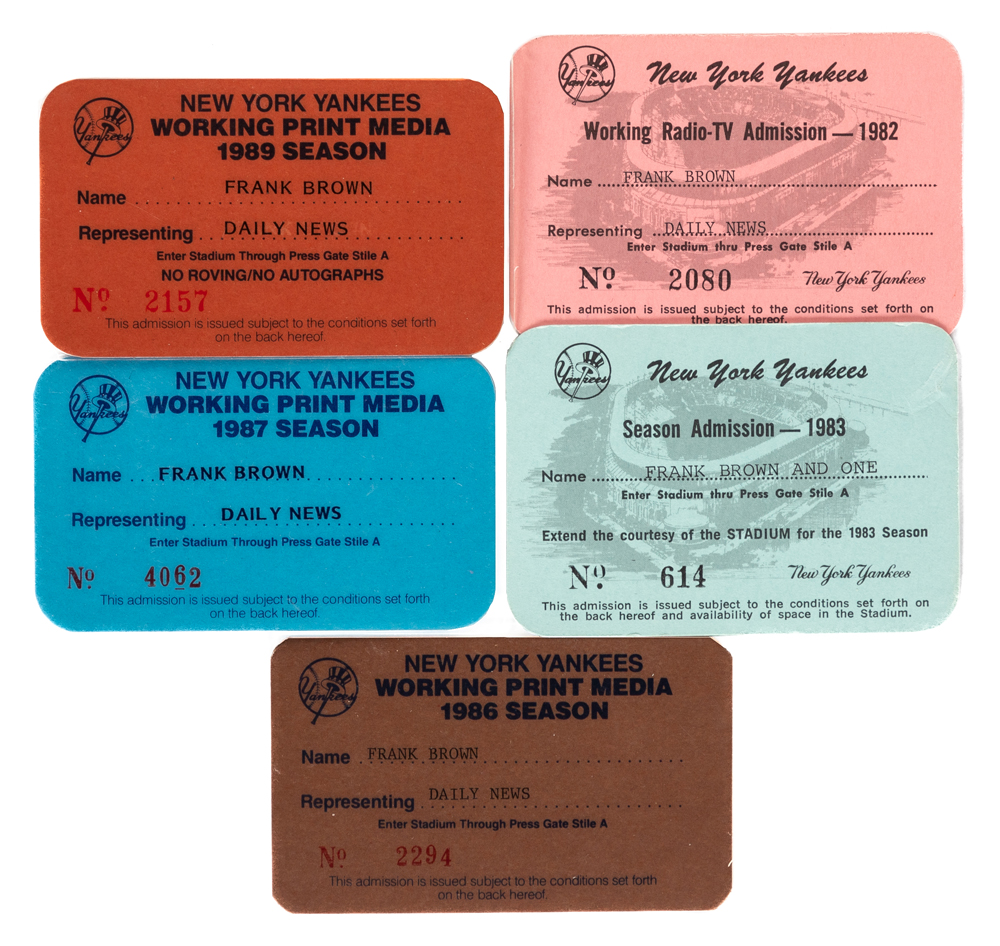 Yankees
NEW YORK YANKEES
WORKING PRINT MEDIA
1989 SEASON
Name FRANK BROWN
Representing DAILY NEWS
Enter Stadium Through Press Gate Stile A
NO ROVING/NO AUTOGRAPHS
Nº 2157
This admission is issued subject to the conditions set forth
on the back hereof.
Yankees
New York Yankees
Working Radio-TV Admission — 1982
Name FRANK BROWN
Representing DAILY NEWS
Enter Stadium thru Press Gate Stile A
Nº 2080 New York Yankees
This admission is issued subject to the conditions set forth on
the back hereof.
Yankees
NEW YORK YANKEES
WORKING PRINT MEDIA
1987 SEASON
Name FRANK BROWN
Representing DAILY NEWS
Enter Stadium Through Press Gate Stile A
Nº 4062
This admission is issued subject to the conditions set forth
on the back hereof.
Yankees
New York Yankees
Season Admission — 1983
Name FRANK BROWN AND ONE
Enter Stadium thru Press Gate Stile A
Extend the courtesy of the STADIUM for the 1983 Season
Nº 614 New York Yankees
This admission is issued subject to the conditions set forth on
the back hereof and availability of space in the Stadium.
Yankees
NEW YORK YANKEES
WORKING PRINT MEDIA
1986 SEASON
Name FRANK BROWN
Representing DAILY NEWS
Enter Stadium Through Press Gate Stile A
Nº 2294
This admission is issued subject to the conditions set forth
on the back hereof.